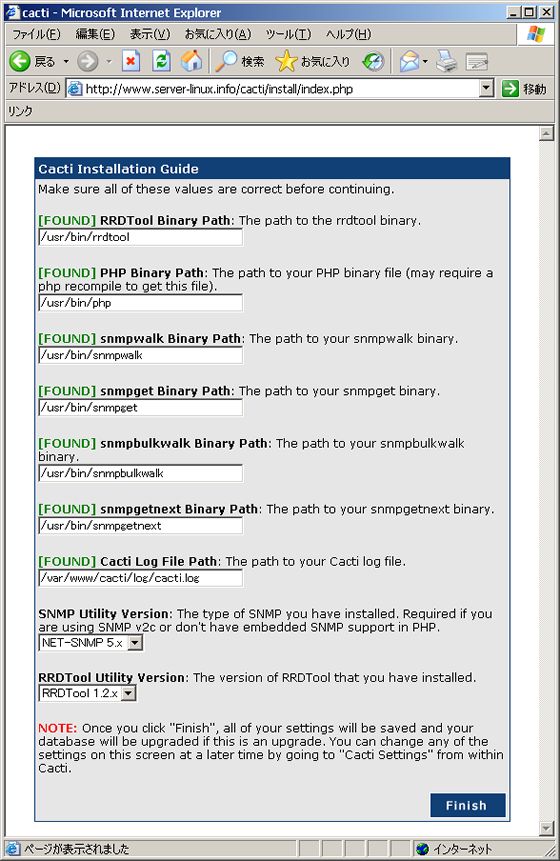 cacti - Microsoft Internet Explorer
ファイル(F) 編集(E) 表示(V) お気に入り(A) ツール(T) ヘルプ(H)
戻る 検索 お気に入り
アドレス(D) http://www.server-linux.info/cacti/install/index.php 移動
リンク
Cacti Installation Guide
Make sure all of these values are correct before continuing.
[FOUND] RRDTool Binary Path: The path to the rrdtool binary.
/usr/bin/rrdtool
[FOUND] PHP Binary Path: The path to your PHP binary file (may require a
php recompile to get this file).
/usr/bin/php
[FOUND] snmpwalk Binary Path: The path to your snmpwalk binary.
/usr/bin/snmpwalk
[FOUND] snmpget Binary Path: The path to your snmpget binary.
/usr/bin/snmpget
[FOUND] snmpbulkwalk Binary Path: The path to your snmpbulkwalk
binary.
/usr/bin/snmpbulkwalk
[FOUND] snmpgetnext Binary Path: The path to your snmpgetnext binary.
/usr/bin/snmpgetnext
[FOUND] Cacti Log File Path: The path to your Cacti log file.
/var/www/cacti/log/cacti.log
SNMP Utility Version: The type of SNMP you have installed. Required if you
are using SNMP v2c or don't have embedded SNMP support in PHP.
NET-SNMP 5.x
RRDTool Utility Version: The version of RRDTool that you have installed.
RRDTool 1.2.x
NOTE: Once you click "Finish", all of your settings will be saved and your
database will be upgraded if this is an upgrade. You can change any of the
settings on this screen at a later time by going to "Cacti Settings" from within
Cacti.
Finish
ページが表示されました インターネット